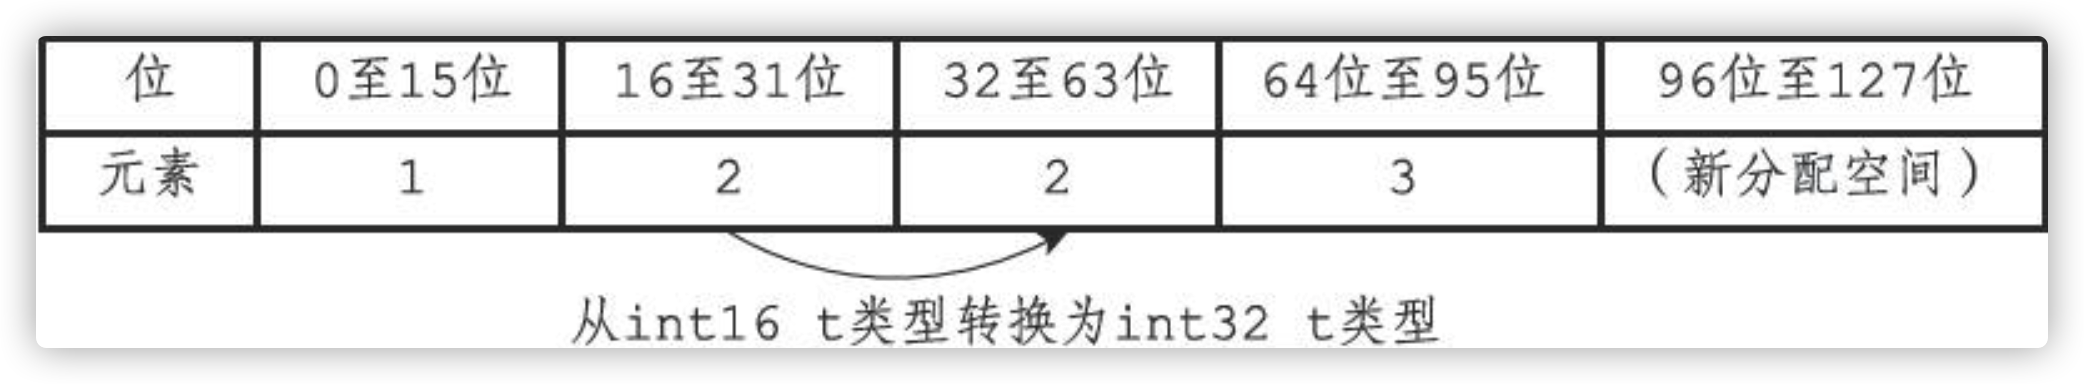 位 0至15位 16至31位 32至63位 64位至95位 96位至127位
元素 1 2 2 3 (新分配空间)
从int16 t类型转换为int32 t类型